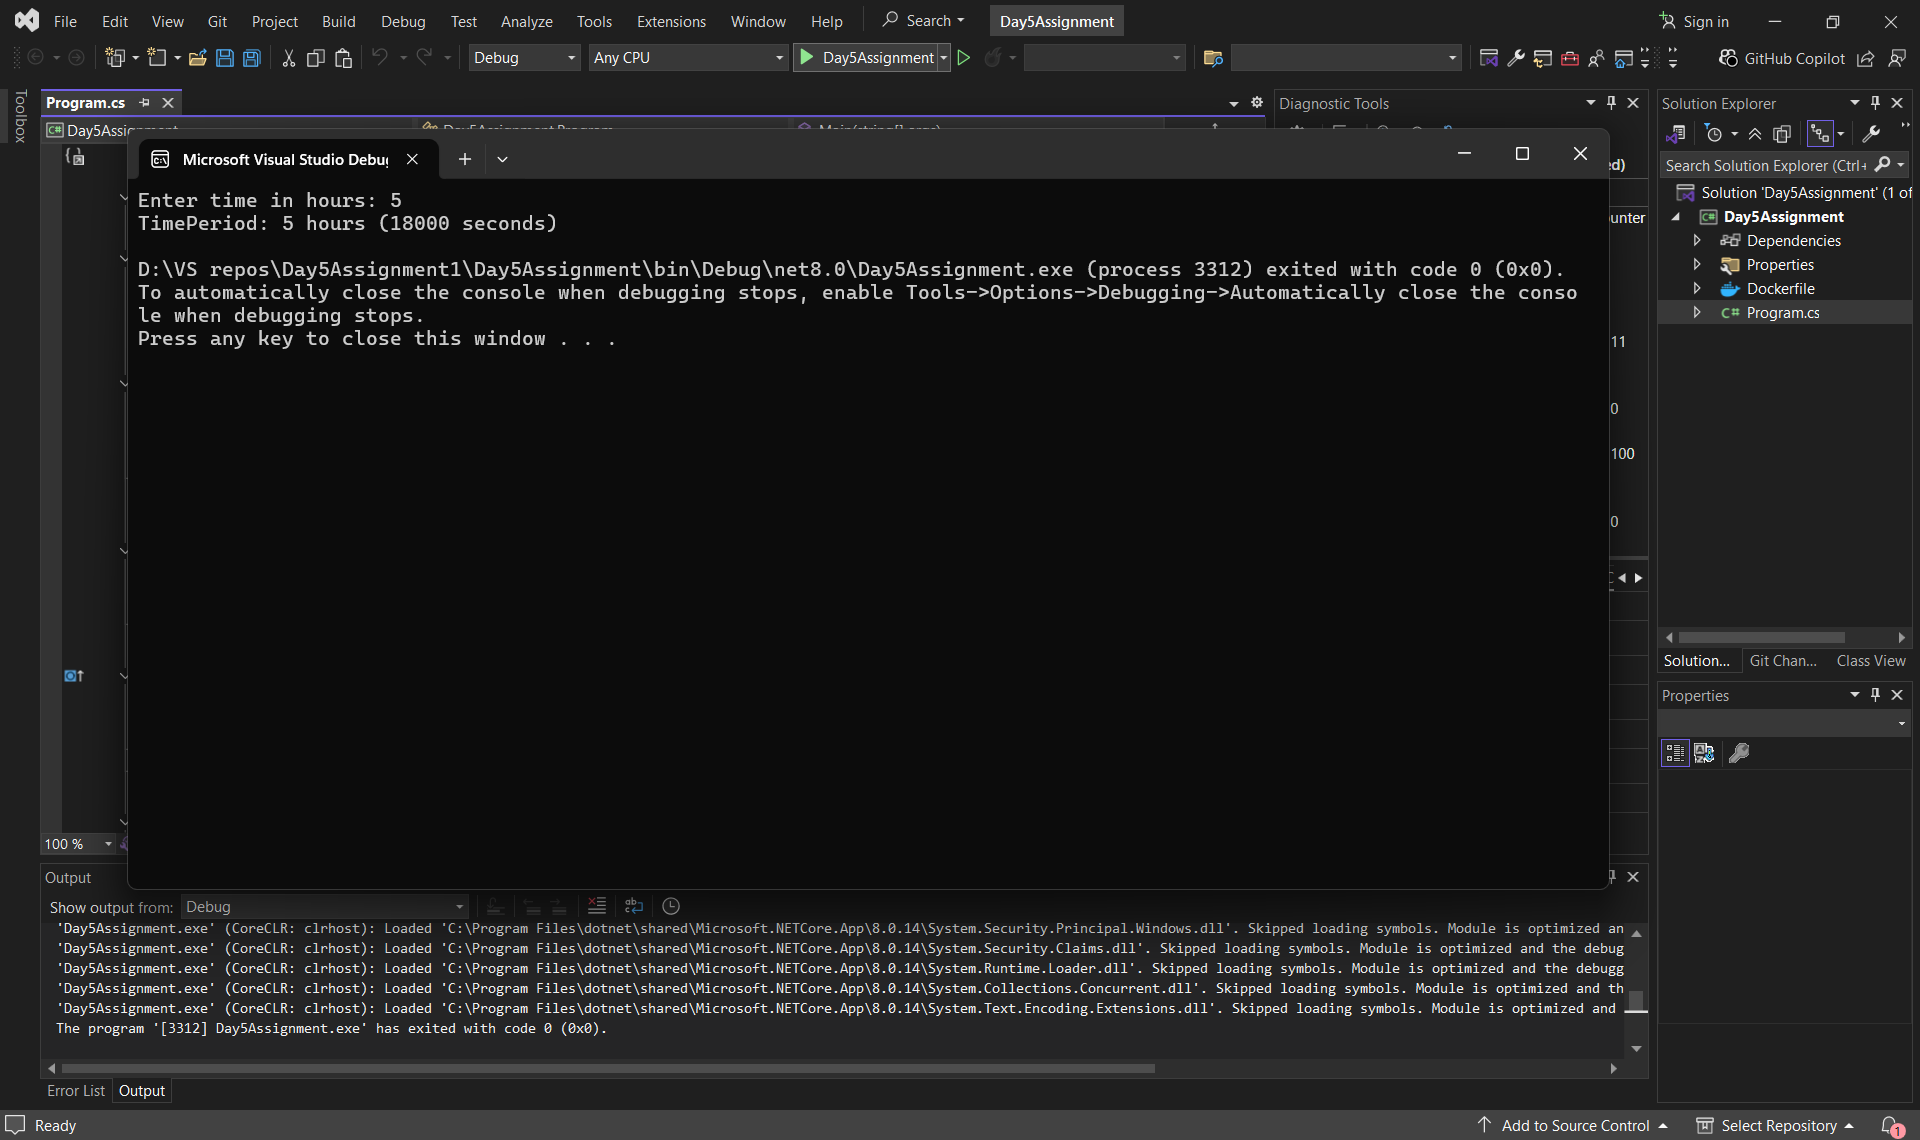 File Edit View Git Project Build Debug Test Analyze Tools Extensions Window Help Search Day5Assignment Sign in
Debug Any CPU Day5Assignment GitHub Copilot
Toolbox
Program.cs
Day5Assignment Day5Assignment.Program Main(string[] args)
Microsoft Visual Studio Debug
Enter time in hours: 5
TimePeriod: 5 hours (18000 seconds)
D:\VS repos\Day5Assignment1\Day5Assignment\bin\Debug\net8.0\Day5Assignment.exe (process 3312) exited with code 0 (0x0).
To automatically close the console when debugging stops, enable Tools->Options->Debugging->Automatically close the conso
le when debugging stops.
Press any key to close this window . . .
Diagnostic Tools
ed)
unter
11
0
100
0
Solution Explorer
Search Solution Explorer (Ctrl+
Solution 'Day5Assignment' (1 of
Day5Assignment
Dependencies
Properties
Dockerfile
Program.cs
Solution... Git Chan... Class View
Properties
100 %
Output
Show output from: Debug
'Day5Assignment.exe' (CoreCLR: clrhost): Loaded 'C:\Program Files\dotnet\shared\Microsoft.NETCore.App\8.0.14\System.Security.Principal.Windows.dll'. Skipped loading symbols. Module is optimized an
'Day5Assignment.exe' (CoreCLR: clrhost): Loaded 'C:\Program Files\dotnet\shared\Microsoft.NETCore.App\8.0.14\System.Security.Claims.dll'. Skipped loading symbols. Module is optimized and the debug
'Day5Assignment.exe' (CoreCLR: clrhost): Loaded 'C:\Program Files\dotnet\shared\Microsoft.NETCore.App\8.0.14\System.Runtime.Loader.dll'. Skipped loading symbols. Module is optimized and the debugg
'Day5Assignment.exe' (CoreCLR: clrhost): Loaded 'C:\Program Files\dotnet\shared\Microsoft.NETCore.App\8.0.14\System.Collections.Concurrent.dll'. Skipped loading symbols. Module is optimized and th
'Day5Assignment.exe' (CoreCLR: clrhost): Loaded 'C:\Program Files\dotnet\shared\Microsoft.NETCore.App\8.0.14\System.Text.Encoding.Extensions.dll'. Skipped loading symbols. Module is optimized and
The program '[3312] Day5Assignment.exe' has exited with code 0 (0x0).
Error List Output
Ready Add to Source Control Select Repository 1